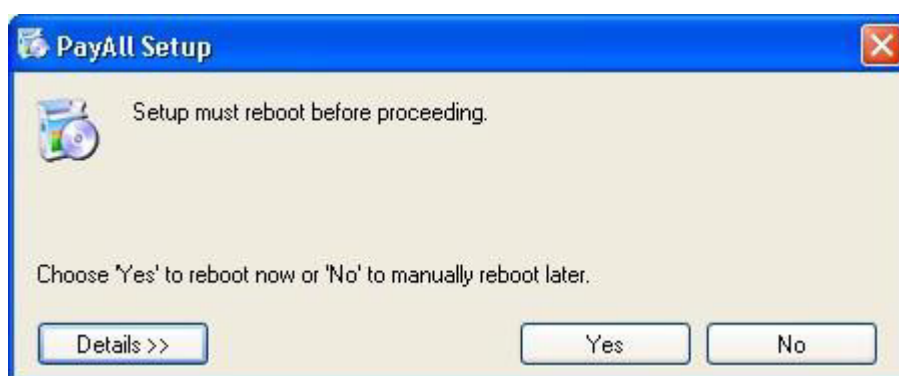 PayAll Setup
Setup must reboot before proceeding.
Choose 'Yes' to reboot now or 'No' to manually reboot later.
Details >>
Yes
No